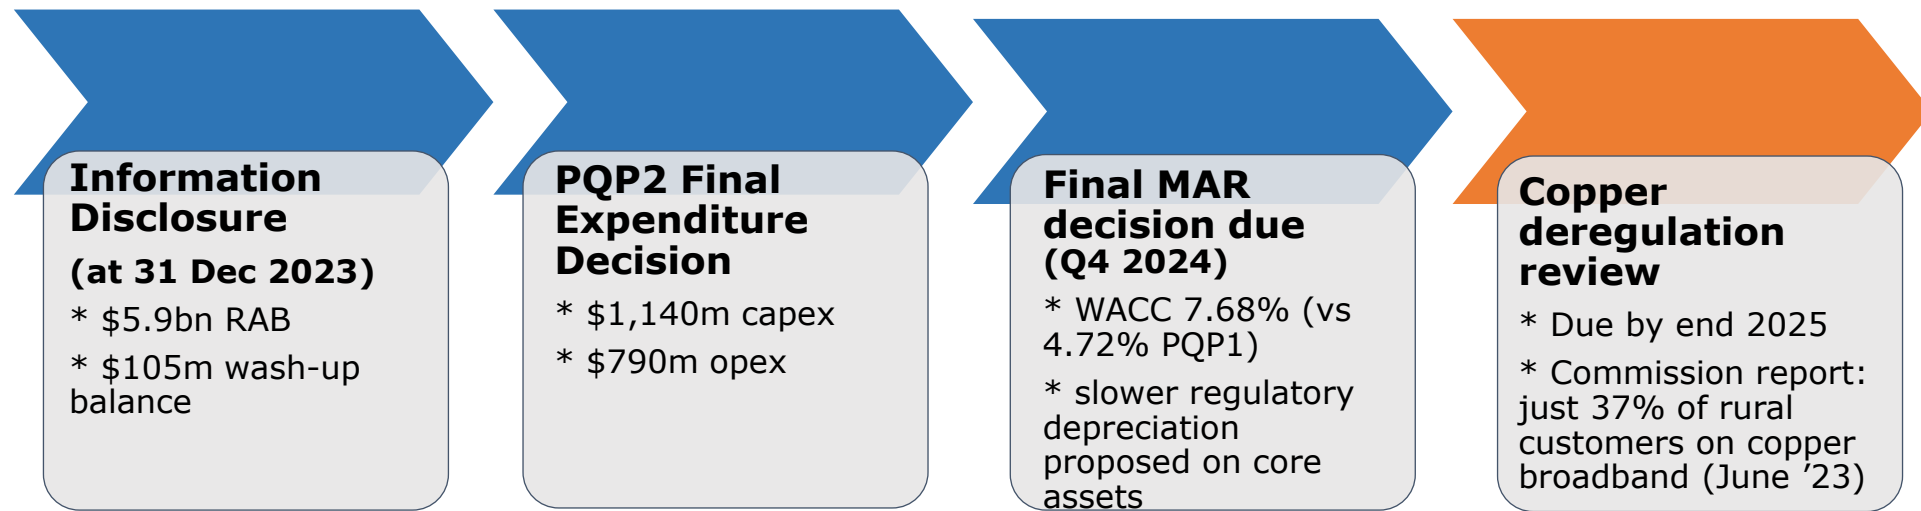 Information
Disclosure
(at 31 Dec 2023)
* $5.9bn RAB
* $105m wash-up
balance
PQP2 Final
Expenditure
Decision
* $1,140m capex
* $790m opex
Final MAR
decision due
(Q4 2024)
* WACC 7.68% (vs
4.72% PQP1)
* slower regulatory
depreciation
proposed on core
assets
Copper
deregulation
review
* Due by end 2025
* Commission report:
just 37% of rural
customers on copper
broadband (June ’23)